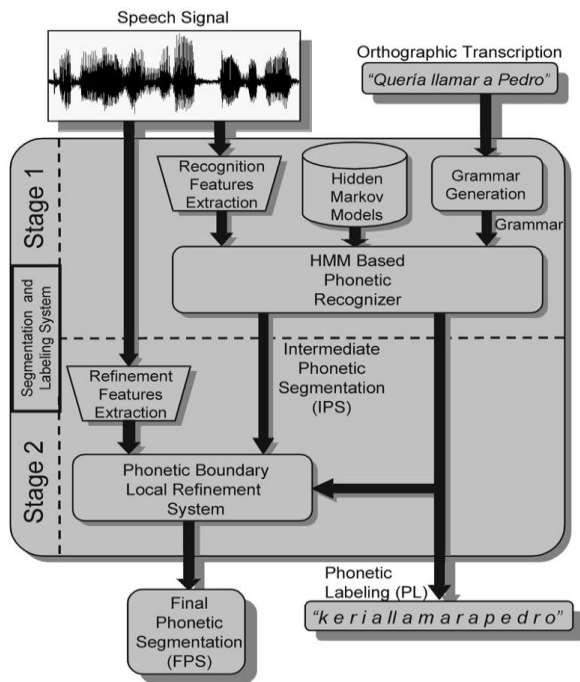 Speech Signal
Orthographic Transcription
“Quería llamar a Pedro”
Stage 1
Recognition
Features
Extraction
Hidden
Markov
Models
Grammar
Generation
Grammar
HMM Based
Phonetic
Recognizer
Segmentation and
Labeling System
Intermediate
Phonetic
Segmentation
(IPS)
Refinement
Features
Extraction
Stage 2
Phonetic Boundary
Local Refinement
System
Phonetic
Labeling (PL)
Final
Phonetic
Segmentation
(FPS)
“k e r i a l l a m a r a p e d r o”